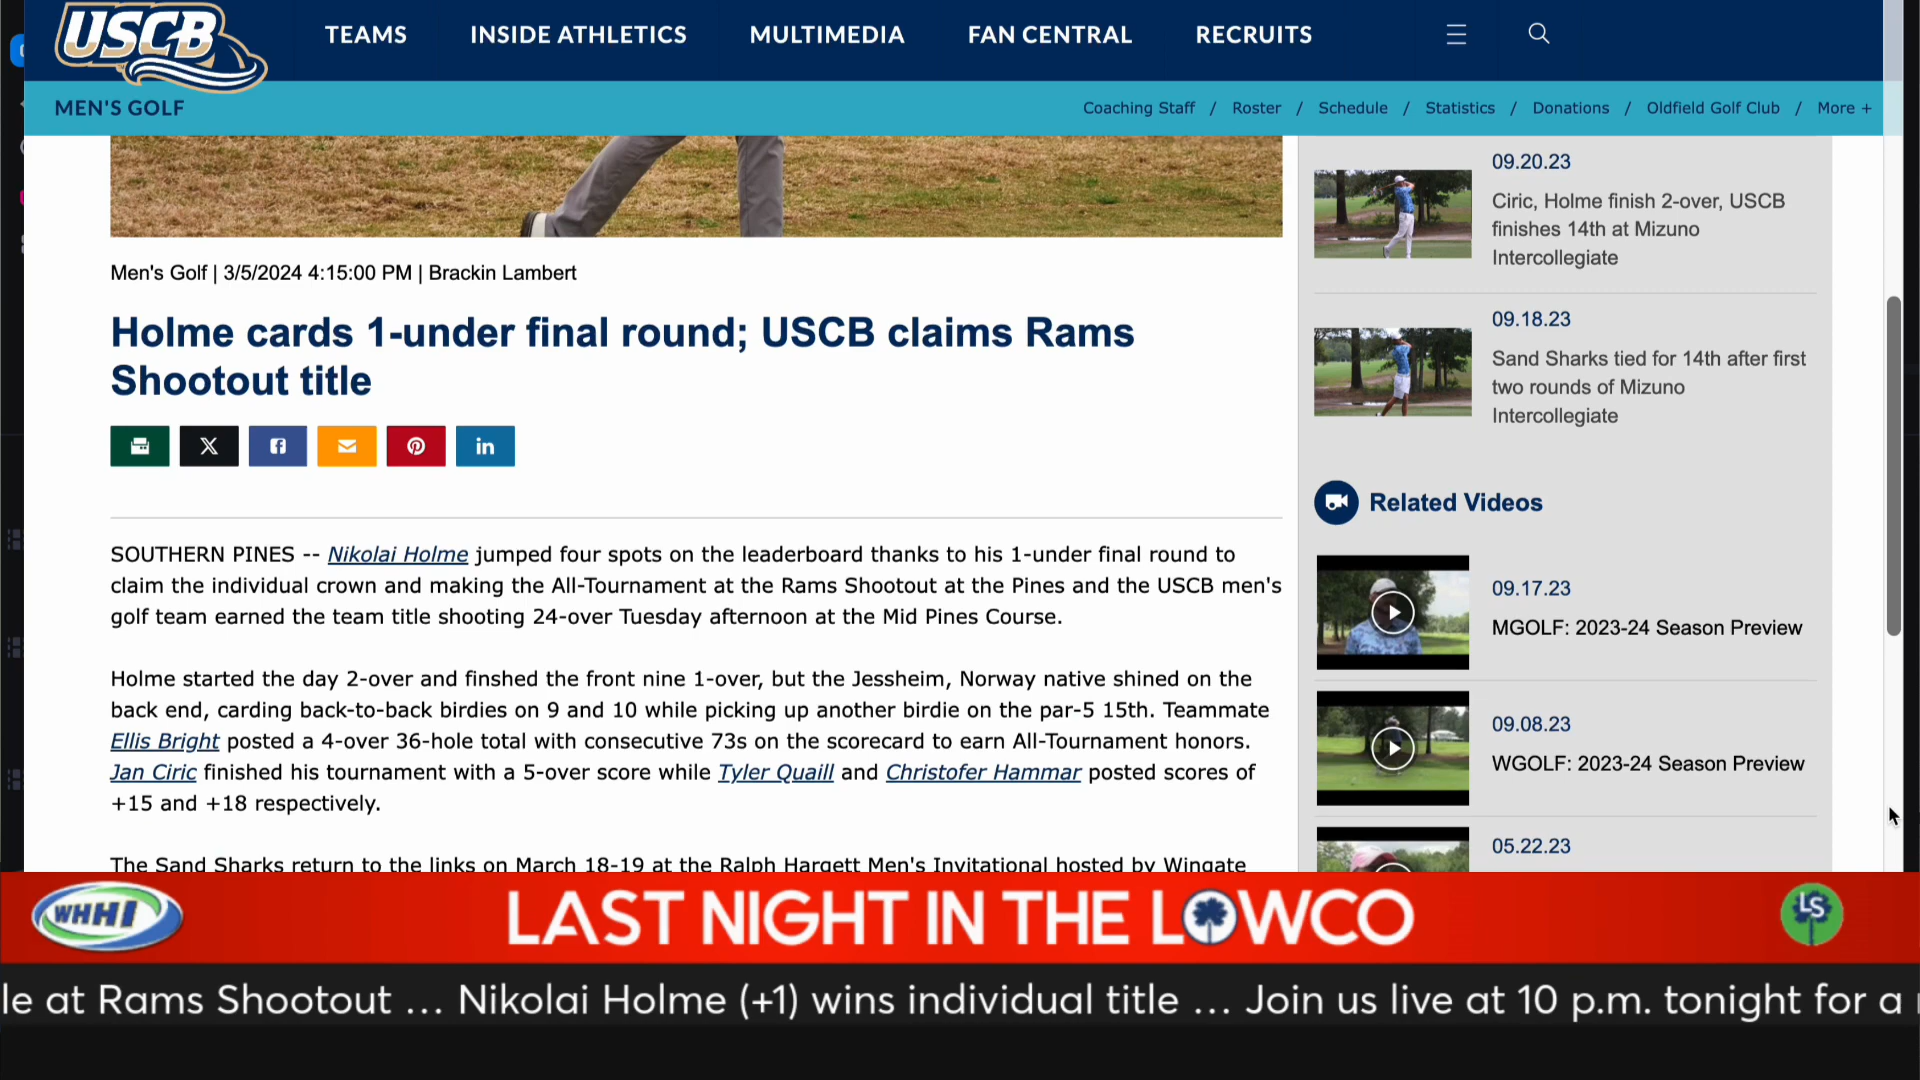 USCB
TEAMS
INSIDE ATHLETICS
MULTIMEDIA
FAN CENTRAL
RECRUITS
MEN'S GOLF
Coaching Staff / Roster / Schedule / Statistics / Donations / Oldfield Golf Club / More +
Men's Golf | 3/5/2024 4:15:00 PM | Brackin Lambert
Holme cards 1-under final round; USCB claims Rams
Shootout title
SOUTHERN PINES -- Nikolai Holme jumped four spots on the leaderboard thanks to his 1-under final round to
claim the individual crown and making the All-Tournament at the Rams Shootout at the Pines and the USCB men's
golf team earned the team title shooting 24-over Tuesday afternoon at the Mid Pines Course.
Holme started the day 2-over and finshed the front nine 1-over, but the Jessheim, Norway native shined on the
back end, carding back-to-back birdies on 9 and 10 while picking up another birdie on the par-5 15th. Teammate
Ellis Bright posted a 4-over 36-hole total with consecutive 73s on the scorecard to earn All-Tournament honors.
Jan Ciric finished his tournament with a 5-over score while Tyler Quaill and Christofer Hammar posted scores of
+15 and +18 respectively.
The Sand Sharks return to the links on March 18-19 at the Ralph Hargett Men's Invitational hosted by Wingate
09.20.23
Ciric, Holme finish 2-over, USCB
finishes 14th at Mizuno
Intercollegiate
09.18.23
Sand Sharks tied for 14th after first
two rounds of Mizuno
Intercollegiate
Related Videos
09.17.23
MGOLF: 2023-24 Season Preview
09.08.23
WGOLF: 2023-24 Season Preview
05.22.23
WHHI
LAST NIGHT IN THE LOWCO
LS
le at Rams Shootout ... Nikolai Holme (+1) wins individual title ... Join us live at 10 p.m. tonight for a